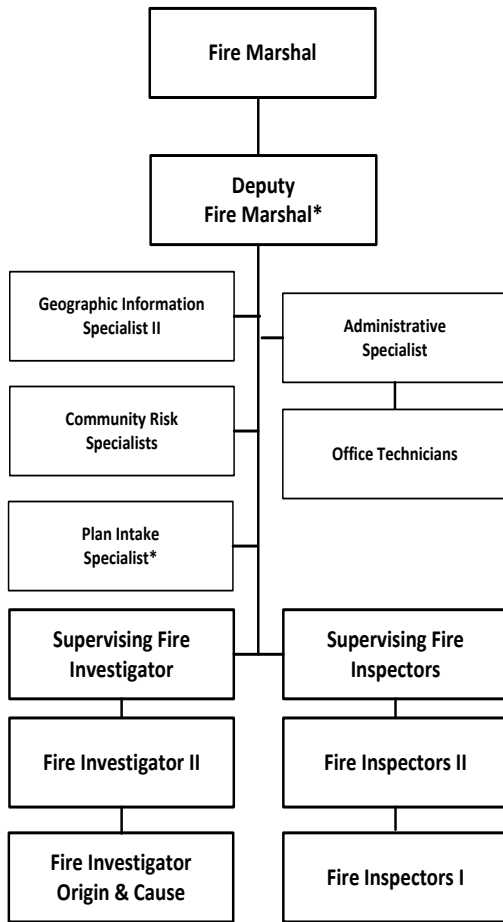 Fire Marshal
Deputy
Fire Marshal*
Geographic Information
Specialist II
Administrative
Specialist
Community Risk
Specialists
Office Technicians
Plan Intake
Specialist*
Supervising Fire
Investigator
Supervising Fire
Inspectors
Fire Investigator II
Fire Inspectors II
Fire Investigator
Origin & Cause
Fire Inspectors I